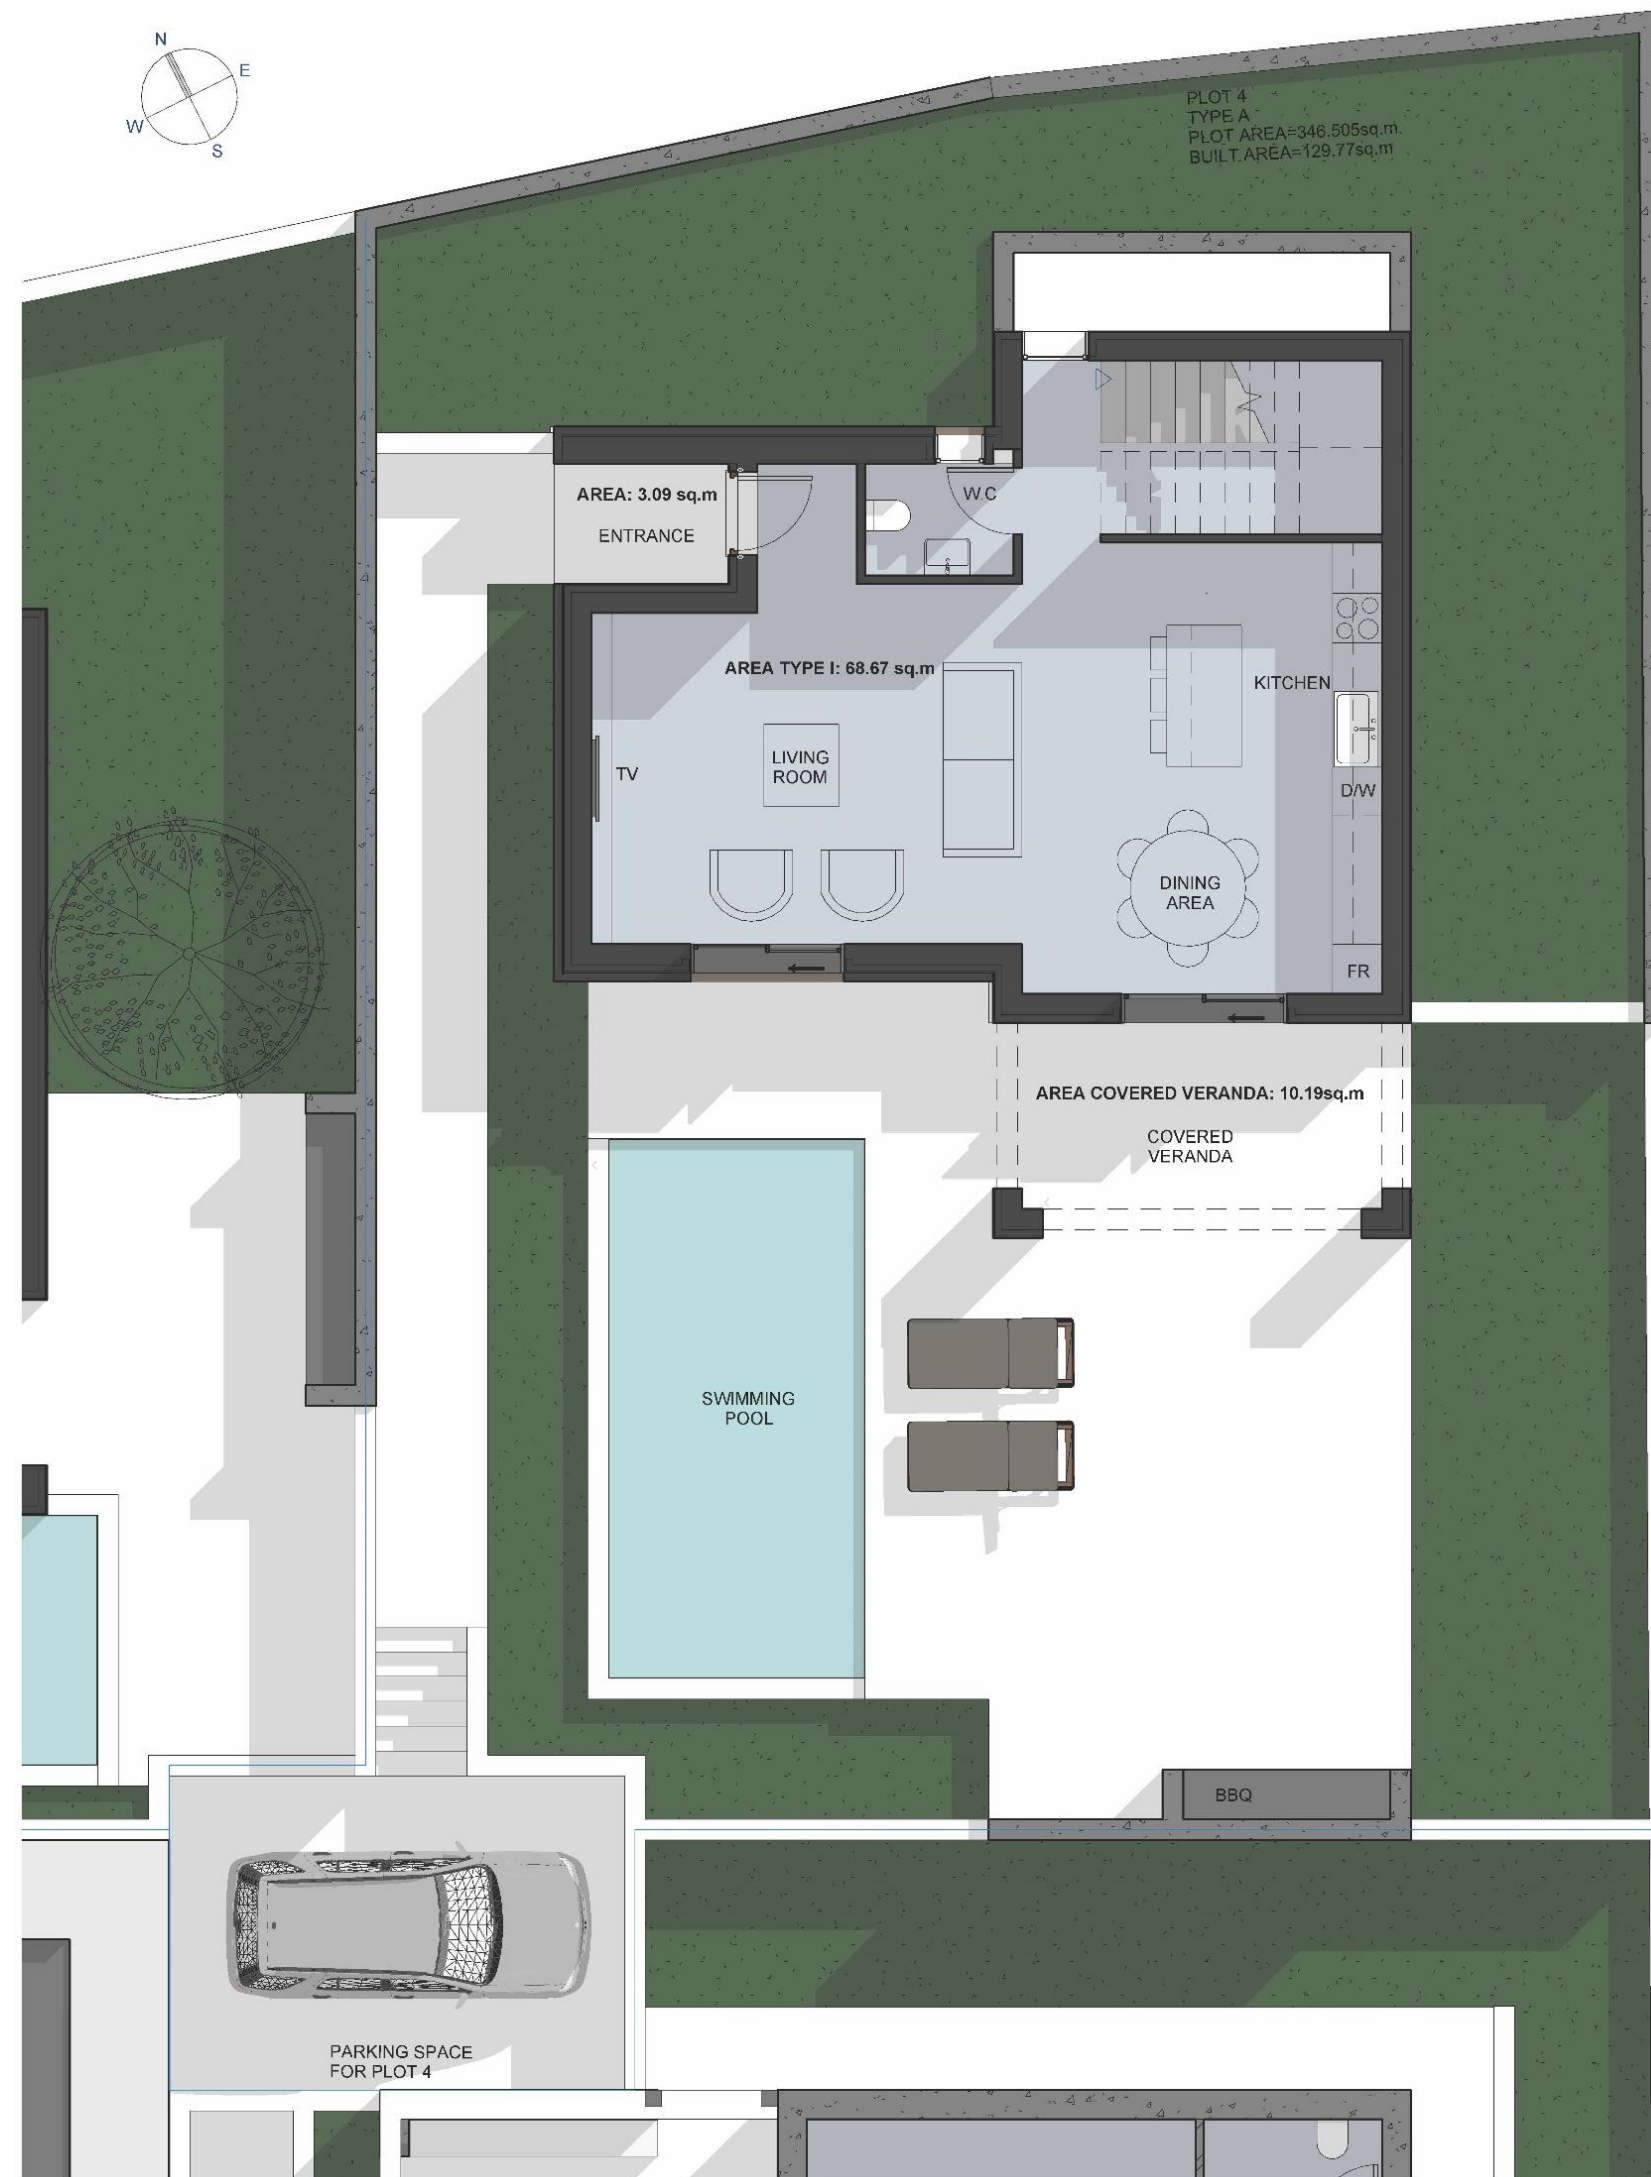 N
E
W
S
PLOT 4
TYPE A
PLOT AREA=346.505sq.m.
BUILT AREA=129.77sq.m
AREA: 3.09 sq.m
ENTRANCE
W.C
AREA TYPE I: 68.67 sq.m
KITCHEN
LIVING
ROOM
TV
D/W
DINING
AREA
FR
AREA COVERED VERANDA: 10.19sq.m
COVERED
VERANDA
SWIMMING
POOL
BBQ
PARKING SPACE
FOR PLOT 4